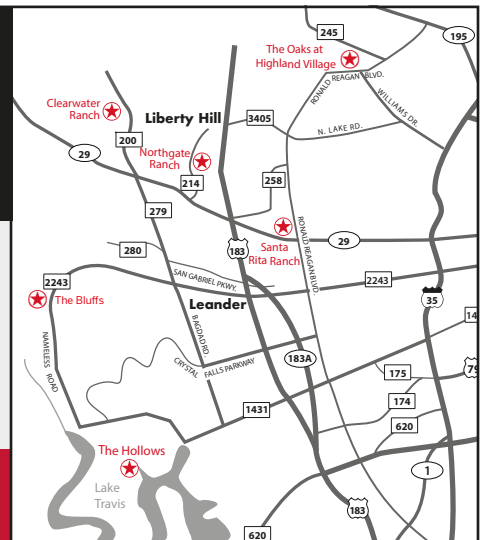 245
195
The Oaks at
Highland Village
RONALD REAGAN BLVD.
WILLIAMS DR.
Clearwater
Ranch
Liberty Hill
3405
N. LAKE RD.
200
29
Northgate
Ranch
214
258
279
RONALD REAGAN BLVD.
Santa
Rita Ranch
29
183
280
SAN GABRIEL PKWY.
2243
2243
The Bluffs
Leander
35
14
BAGDAD RD.
NAMELESS ROAD
183A
CRYSTAL FALLS PARKWAY
175
79
174
1431
620
The Hollows
1
Lake
Travis
183
620